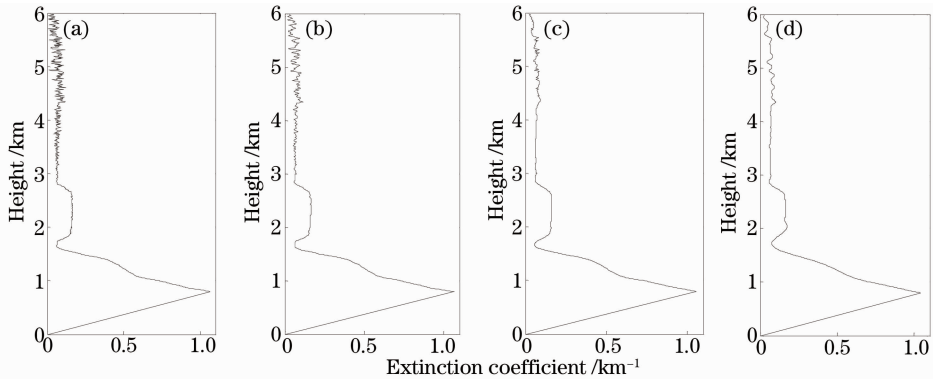 (a) (b) (c) (d)
6 6 6 6
5 5 5 5
4 4 4 4
3 3 3 3
2 2 2 2
1 1 1 1
0 0 0 0
Height /km Height /km Height /km Height /km
0 0.5 1.0 0 0.5 1.0 0 0.5 1.0 0 0.5 1.0
Extinction coefficient /km⁻¹